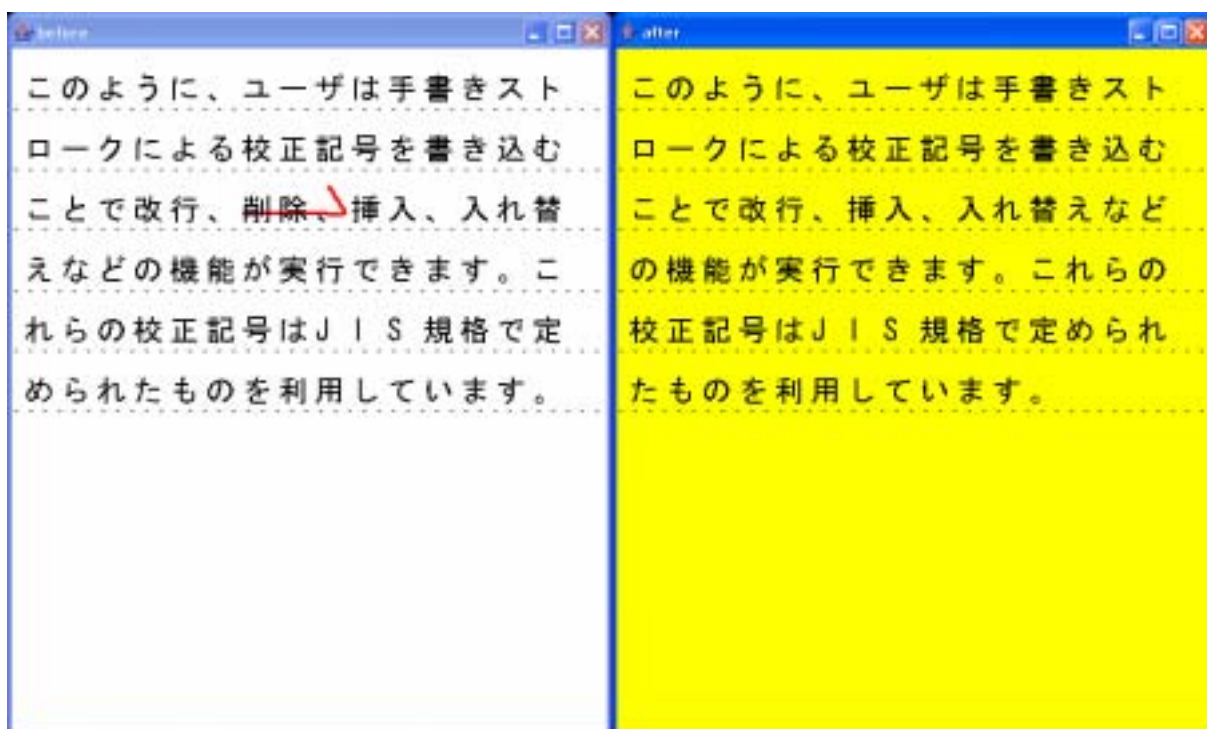 before
このように、ユーザは手書きスト
ロークによる校正記号を書き込む
ことで改行、削除、挿入、入れ替
えなどの機能が実行できます。こ
れらの校正記号はＪＩＳ規格で定
められたものを利用しています。
after
このように、ユーザは手書きスト
ロークによる校正記号を書き込む
ことで改行、挿入、入れ替えなど
の機能が実行できます。これらの
校正記号はＪＩＳ規格で定められ
たものを利用しています。